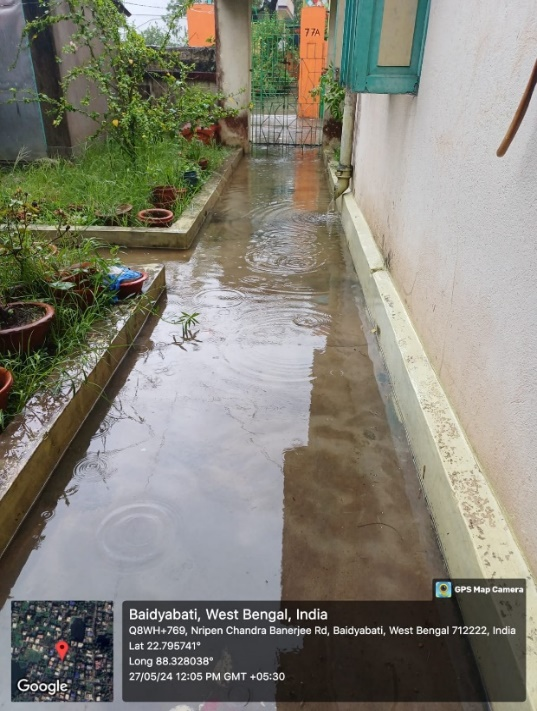 77A
GPS Map Camera
Baidyabati, West Bengal, India
Q8WH+769, Nripen Chandra Banerjee Rd, Baidyabati, West Bengal 712222, India
Lat 22.795741°
Long 88.328038°
27/05/24 12:05 PM GMT +05:30
Google